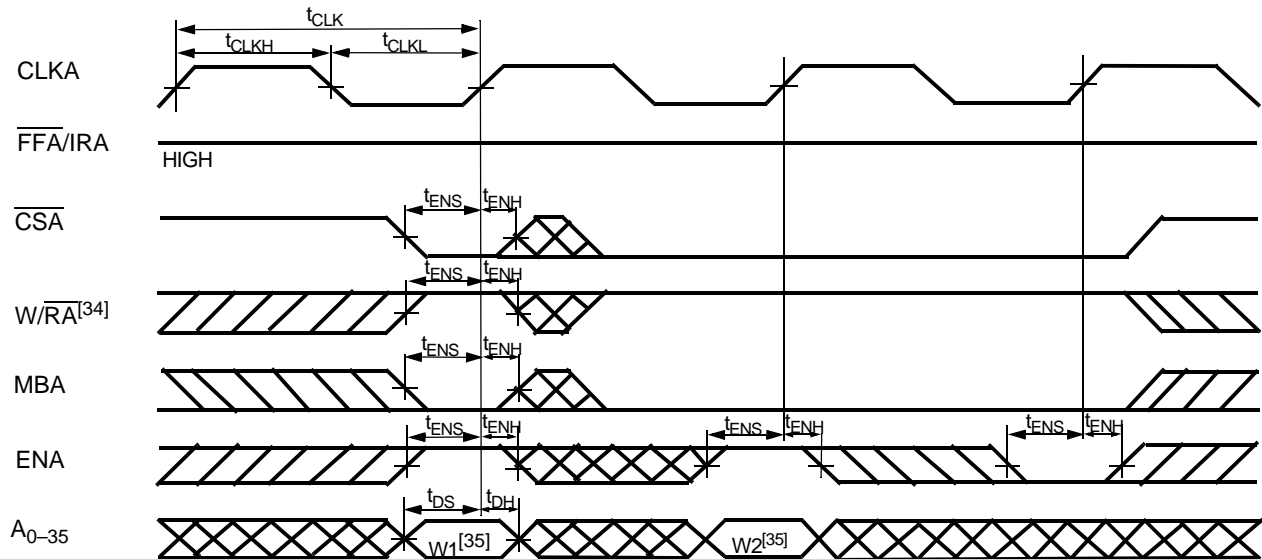 tCLK
tCLKH tCLKL
CLKA
FFA/IRA
HIGH
tENS tENH
CSA
tENS tENH
W/RA[34]
tENS tENH
MBA
tENS tENH tENS tENH tENS tENH
ENA
tDS tDH
A0–35 W1[35] W2[35]